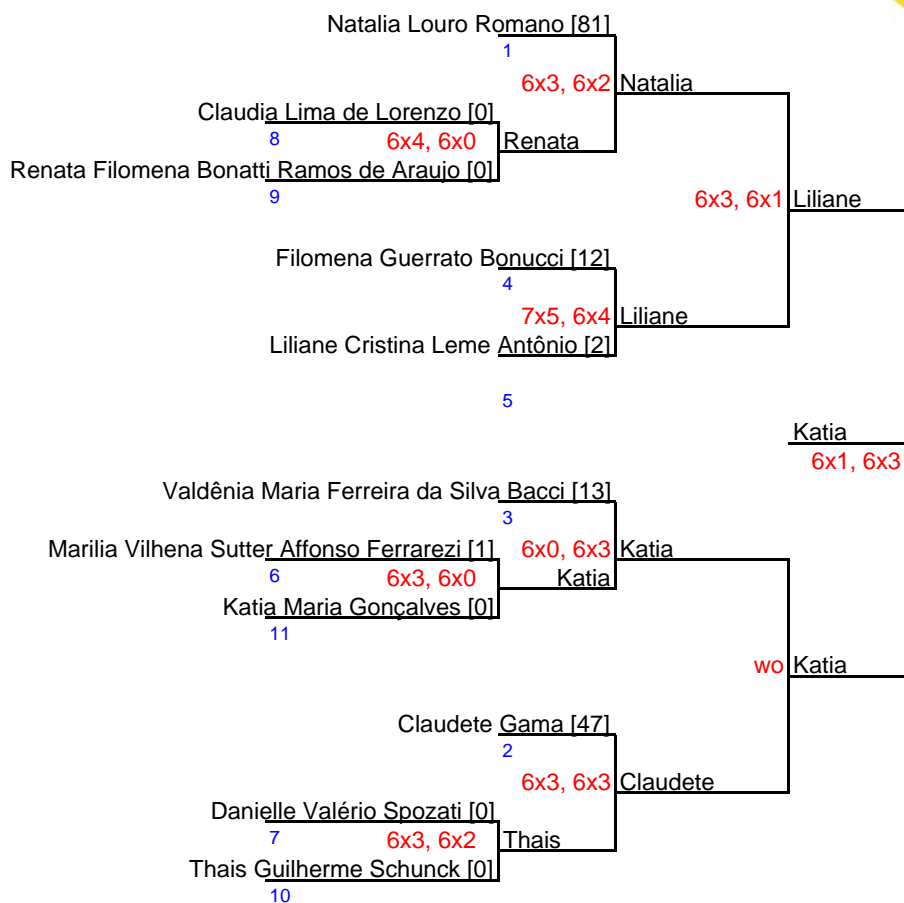 Natalia Louro Romano [81]
1
6x3, 6x2 Natalia
Claudia Lima de Lorenzo [0]
8 6x4, 6x0 Renata
Renata Filomena Bonatti Ramos de Araujo [0]
9
6x3, 6x1 Liliane
Filomena Guerrato Bonucci [12]
4
7x5, 6x4 Liliane
Liliane Cristina Leme Antônio [2]
5
Katia
6x1, 6x3
Valdênia Maria Ferreira da Silva Bacci [13]
3
Marilia Vilhena Sutter Affonso Ferrarezi [1] 6x0, 6x3 Katia
6 6x3, 6x0 Katia
Katia Maria Gonçalves [0]
11
wo Katia
Claudete Gama [47]
2
6x3, 6x3 Claudete
Danielle Valério Spozati [0]
7 6x3, 6x2 Thais
Thais Guilherme Schunck [0]
10